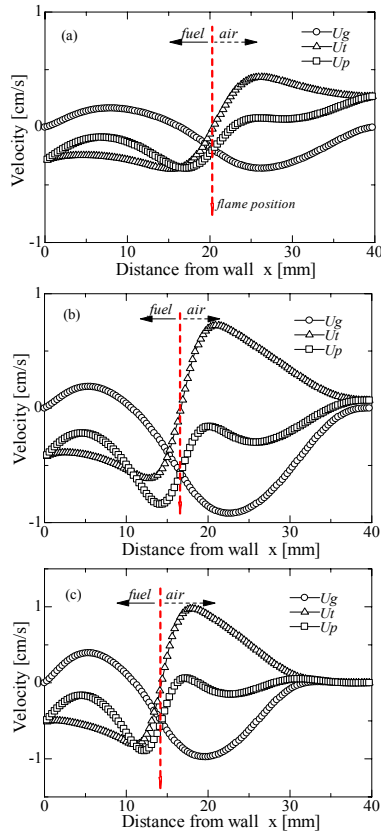 (a)
fuel air
Ug
Ut
Up
1
0
-1
Velocity [cm/s]
flame position
0 10 20 30 40
Distance from wall x [mm]
(b)
fuel air
Ug
Ut
Up
1
0
-1
Velocity [cm/s]
0 10 20 30 40
Distance from wall x [mm]
(c)
fuel air
Ug
Ut
Up
1
0
-1
Velocity [cm/s]
0 10 20 30 40
Distance from wall x [mm]